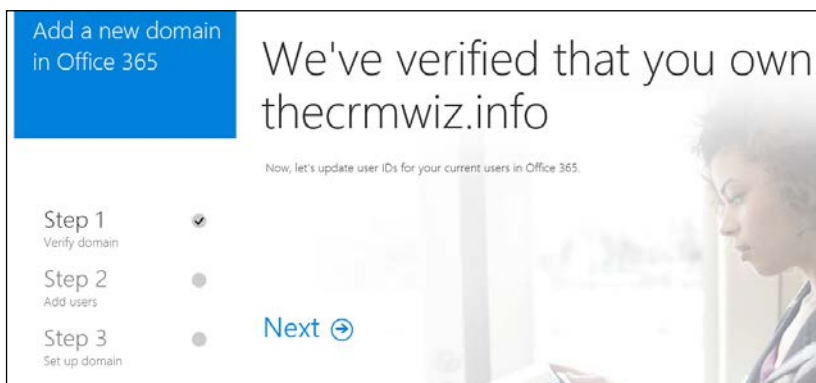 Add a new domain
in Office 365
We've verified that you own
thecrmwiz.info
Now, let's update user IDs for your current users in Office 365.
Step 1
Verify domain
Step 2
Add users
Step 3
Set up domain
Next